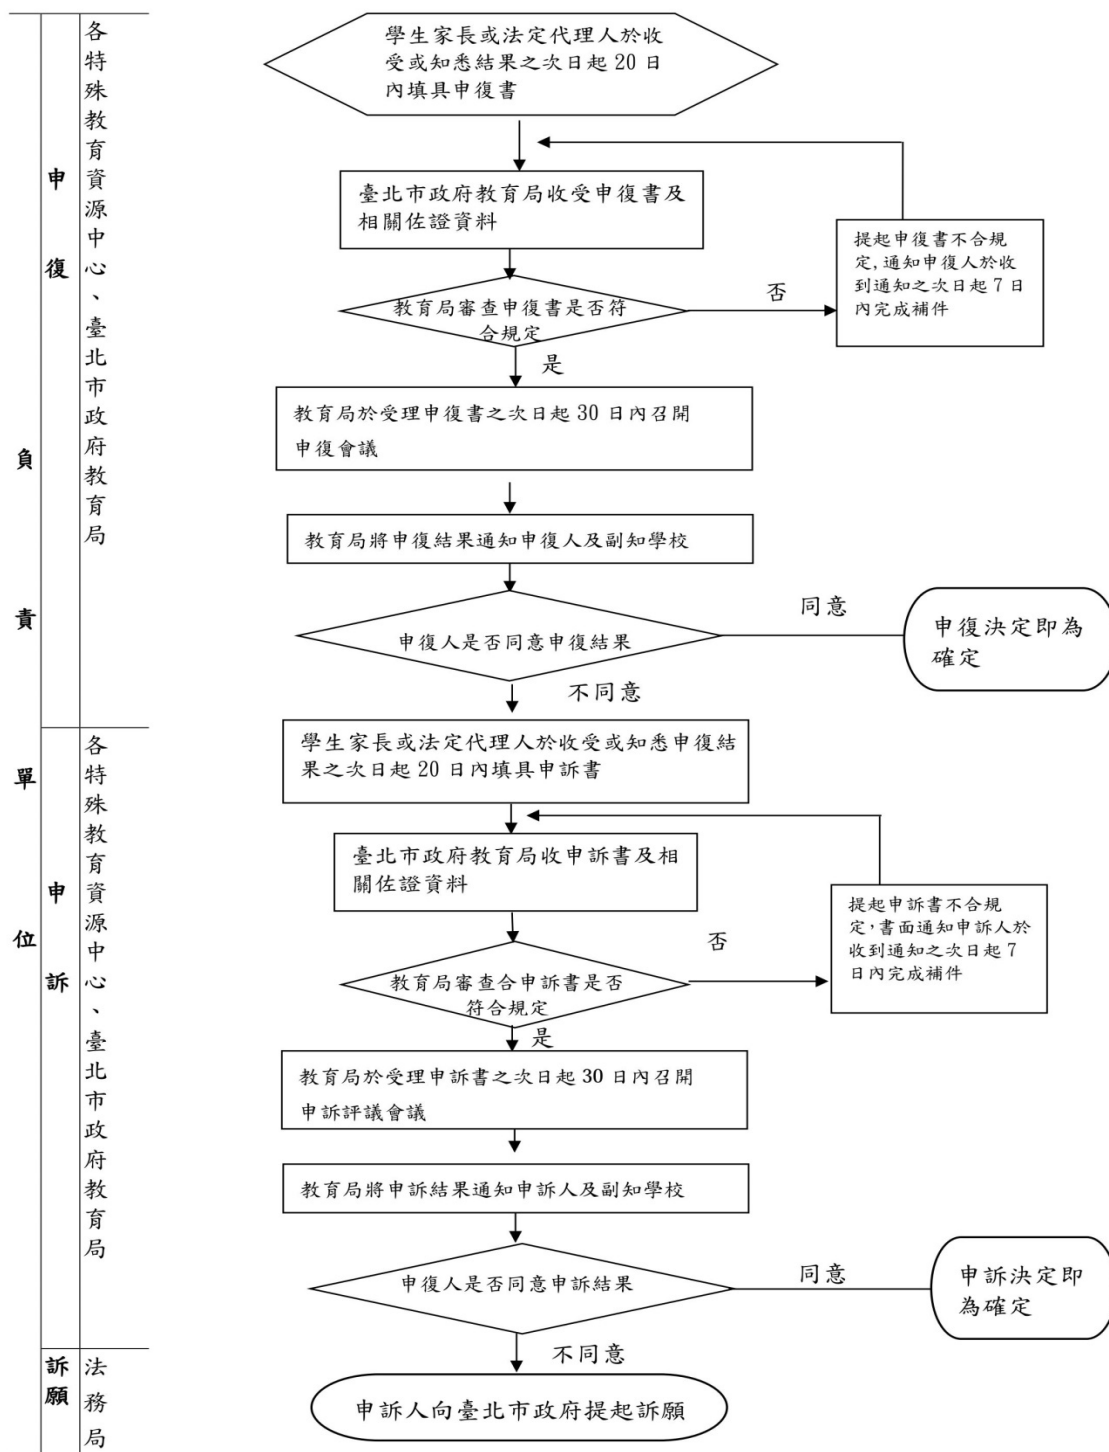 負責單位
申復
各特殊教育資源中心、臺北市政府教育局
學生家長或法定代理人於收
受或知悉結果之次日起 20 日
內填具申復書
臺北市政府教育局收受申復書及
相關佐證資料
提起申復書不合規
定,通知申復人於收
到通知之次日起 7 日
內完成補件
教育局審查申復書是否符
合規定
否
是
教育局於受理申復書之次日起 30 日內召開
申復會議
教育局將申復結果通知申復人及副知學校
申復人是否同意申復結果
同意
申復決定即為
確定
不同意
申訴
各特殊教育資源中心、臺北市政府教育局
學生家長或法定代理人於收受或知悉申復結
果之次日起 20 日內填具申訴書
臺北市政府教育局收申訴書及相
關佐證資料
提起申訴書不合規
定,書面通知申訴人於
收到通知之次日起 7
日內完成補件
教育局審查合申訴書是否
符合規定
否
是
教育局於受理申訴書之次日起 30 日內召開
申訴評議會議
教育局將申訴結果通知申訴人及副知學校
申復人是否同意申訴結果
同意
申訴決定即
為確定
不同意
訴願
法務局
申訴人向臺北市政府提起訴願